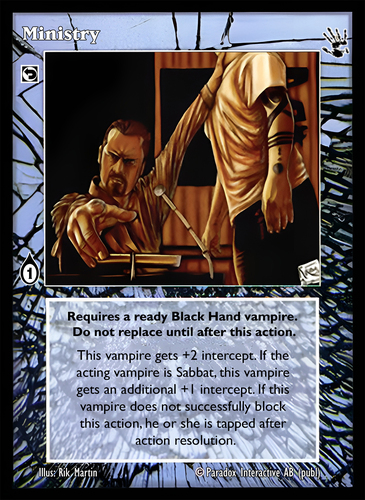 Ministry
1
Requires a ready Black Hand vampire.
Do not replace until after this action.
This vampire gets +2 intercept. If the
acting vampire is Sabbat, this vampire
gets an additional +1 intercept. If this
vampire does not successfully block
this action, he or she is tapped after
action resolution.
Illus: Rik Martin © Paradox Interactive AB (publ)